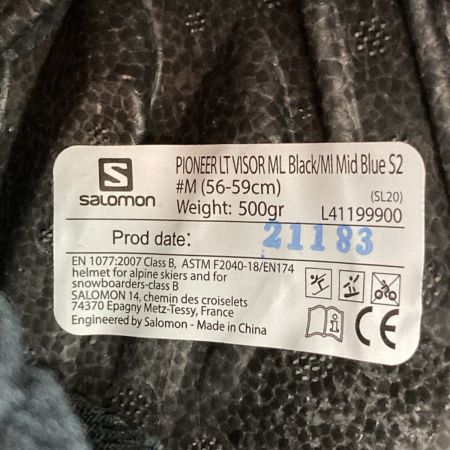 PIONEER LT VISOR ML Black/Ml Mid Blue S2
#M (56-59cm)
(SL20)
Weight: 500gr
L41199900
SALOMON
Prod date: 21183
EN 1077:2007 Class B, ASTM F2040-18/EN174
helmet for alpine skiers and for
snowboarders-class B
SALOMON 14, chemin des croiselets
74370 Epagny Metz-Tessy, France
Engineered by Salomon - Made in China
CE